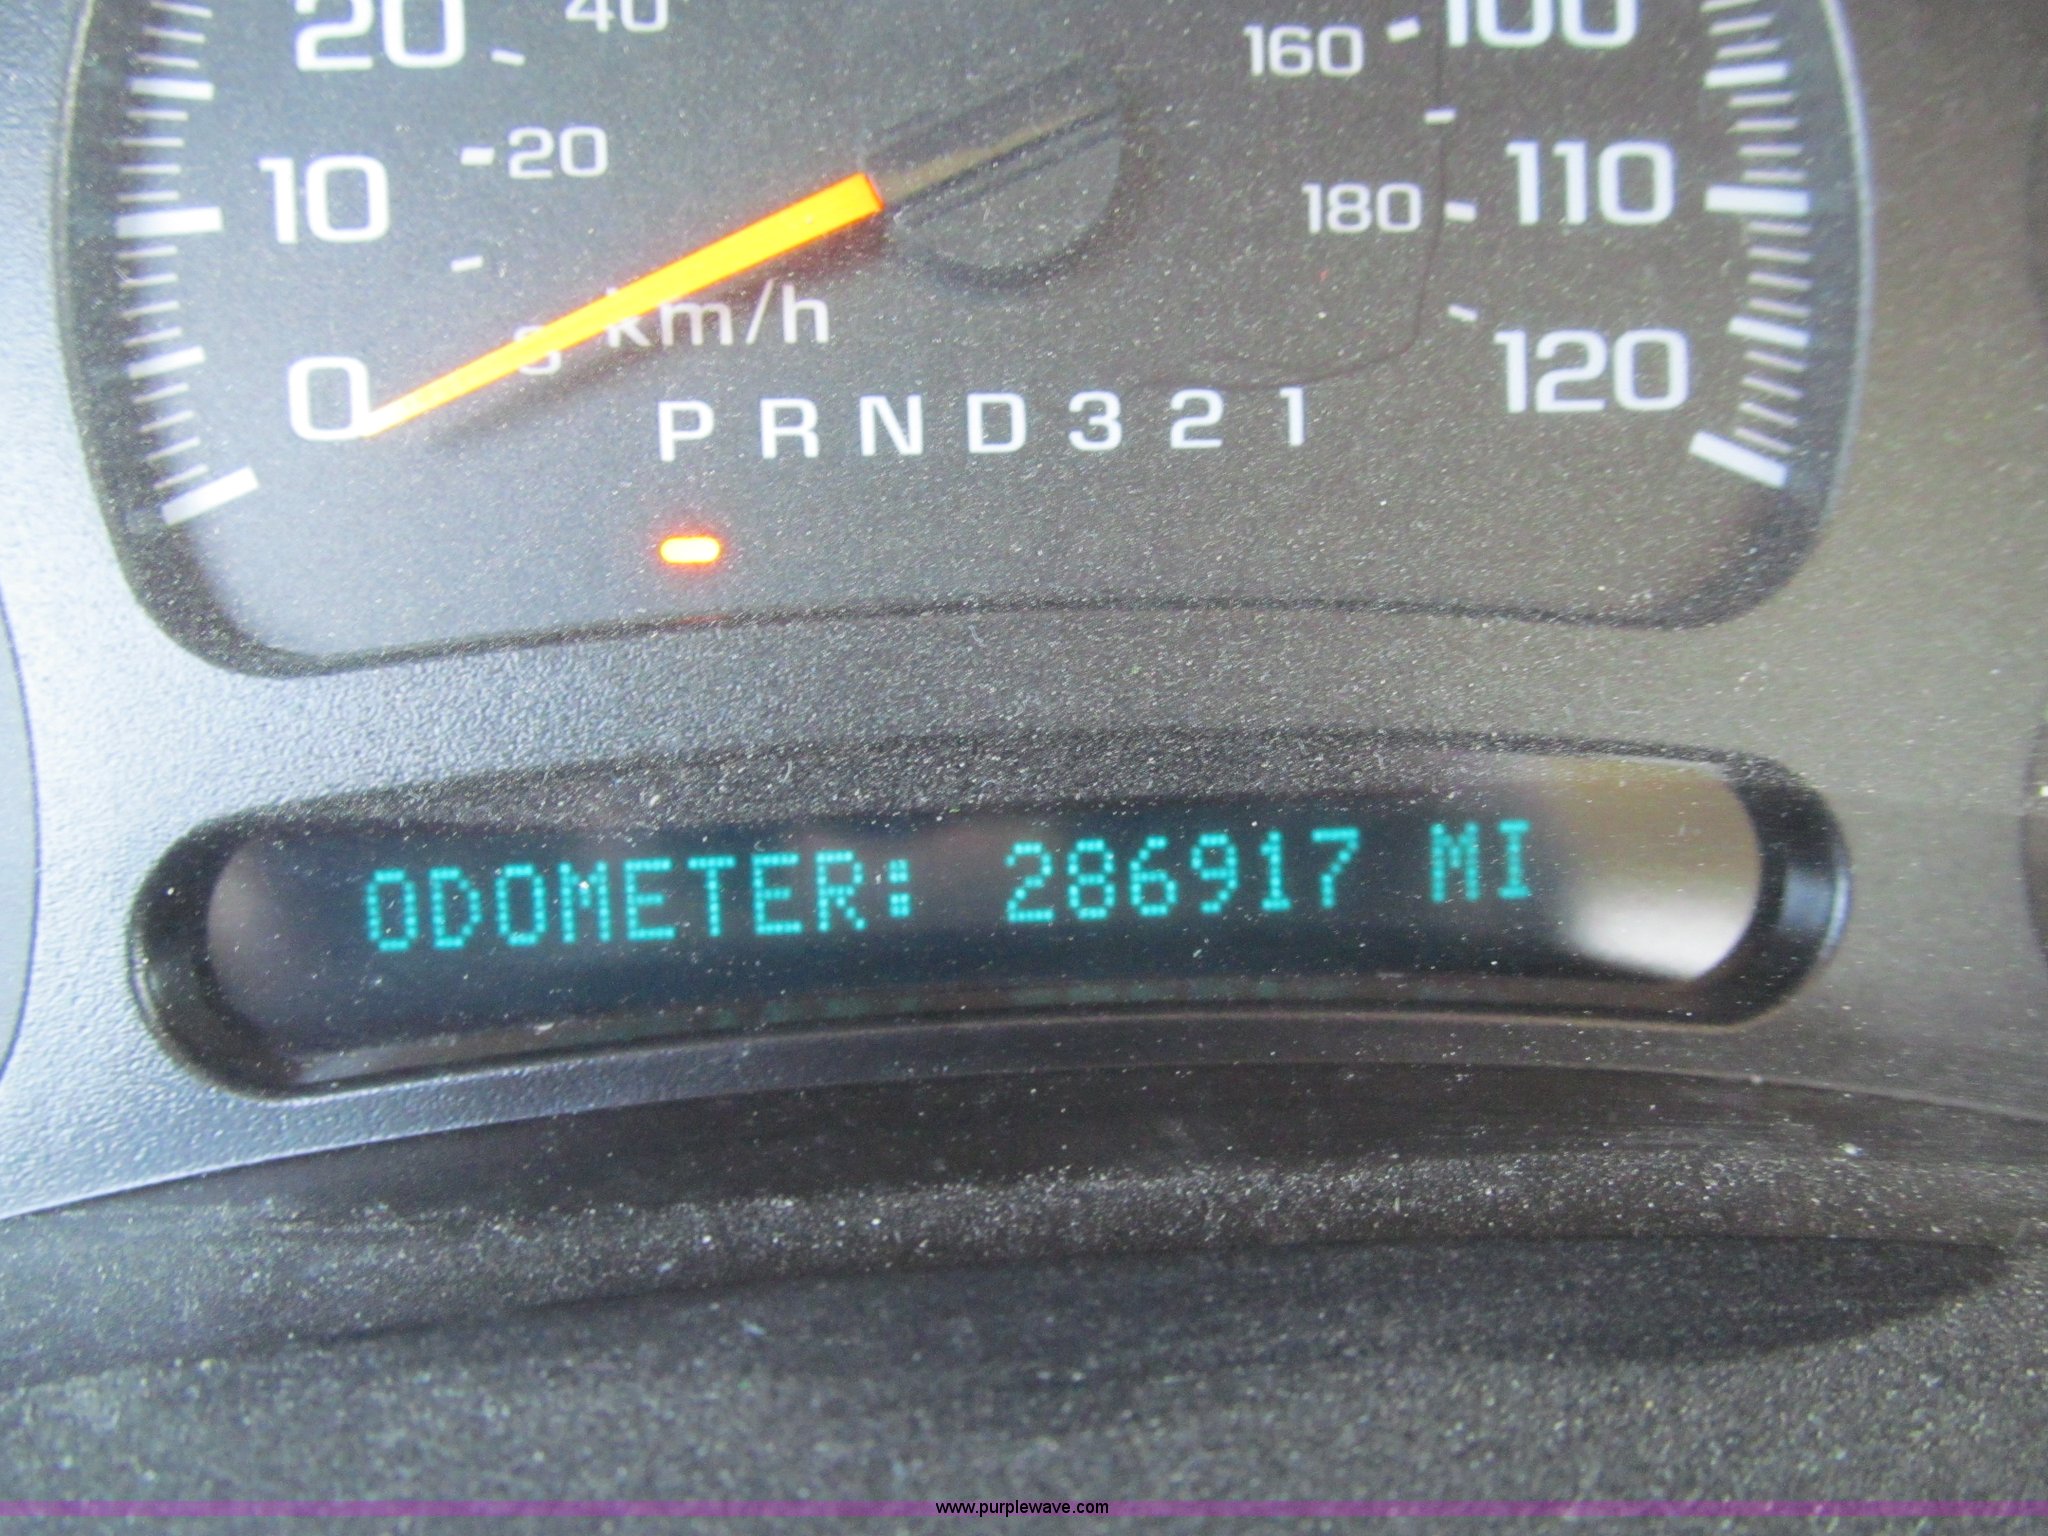 20 40 160 100
10 20 180 110
0 km/h 120
P R N D 3 2 1
ODOMETER: 286917 MI
www.purplewave.com